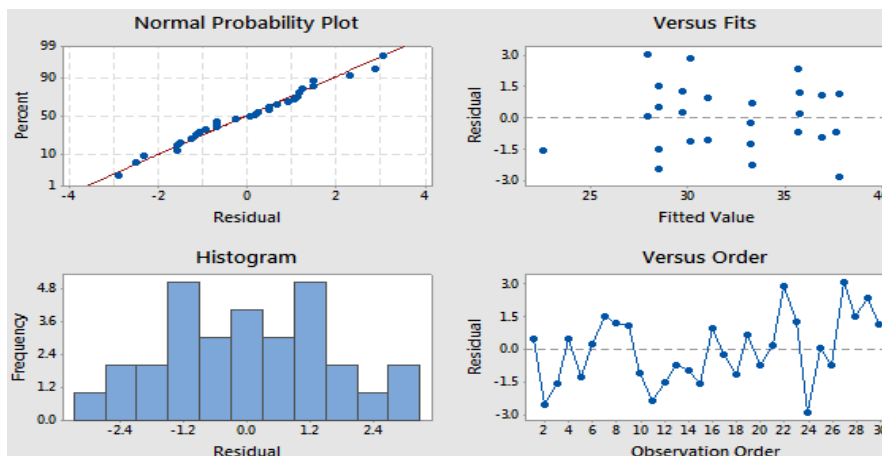 Normal Probability Plot
99
90
50
10
1
Percent
-4 -2 0 2 4
Residual
Versus Fits
3.0
1.5
0.0
-1.5
-3.0
Residual
25 30 35 40
Fitted Value
Histogram
4.8
3.6
2.4
1.2
0.0
Frequency
-2.4 -1.2 0.0 1.2 2.4
Residual
Versus Order
3.0
1.5
0.0
-1.5
-3.0
Residual
2 4 6 8 10 12 14 16 18 20 22 24 26 28 30
Observation Order